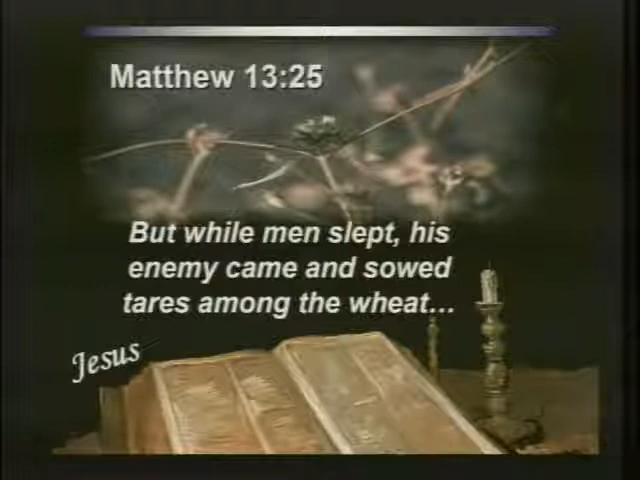 Matthew 13:25
But while men slept, his
enemy came and sowed
tares among the wheat...
Jesus